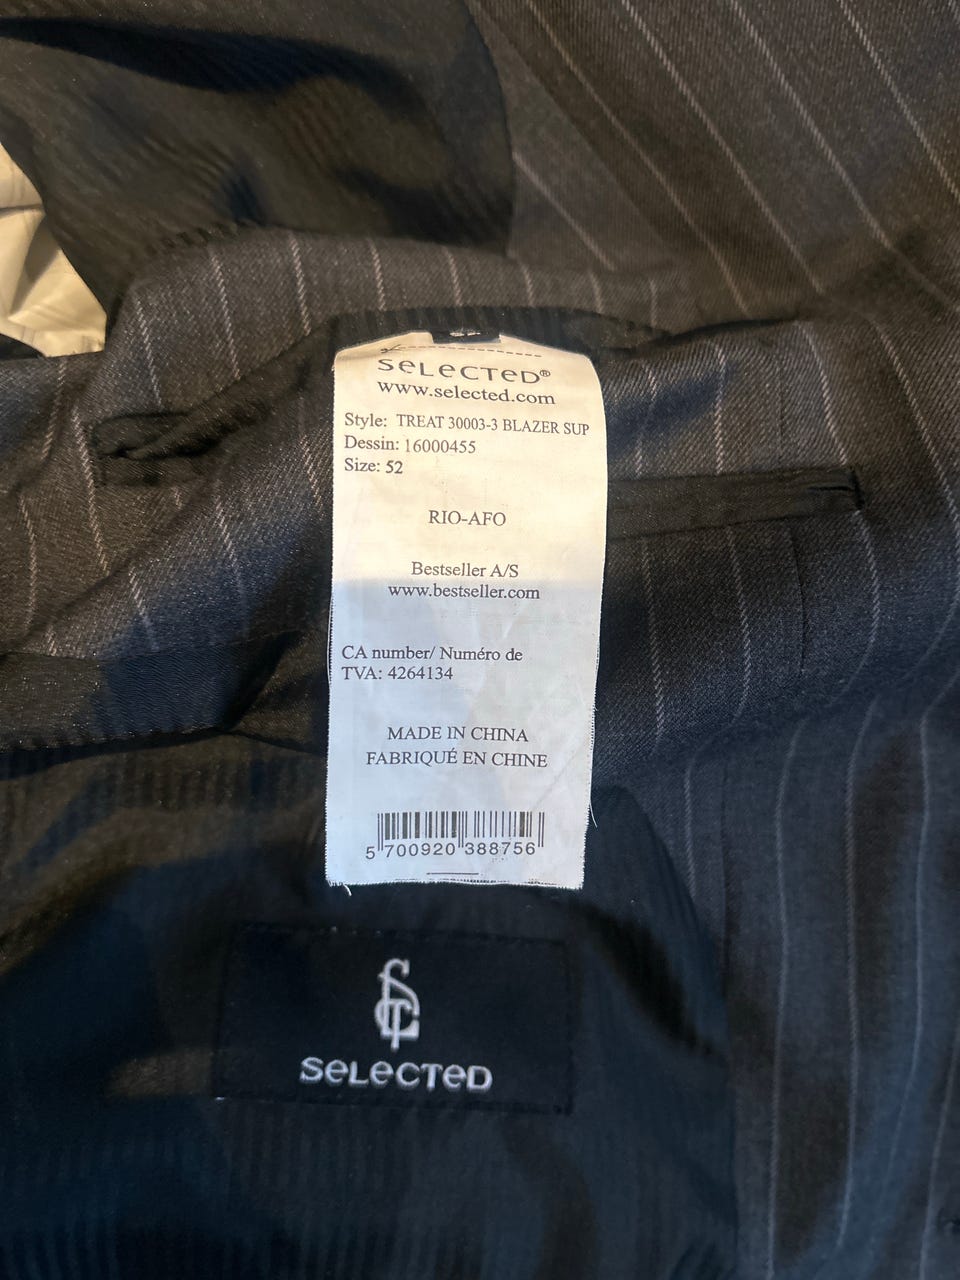 SELECTED®
www.selected.com
Style: TREAT 30003-3 BLAZER SUP
Dessin: 16000455
Size: 52
RIO-AFO
Bestseller A/S
www.bestseller.com
CA number/ Numéro de
TVA: 4264134
MADE IN CHINA
FABRIQUÉ EN CHINE
5 700920 388756
SELECTED